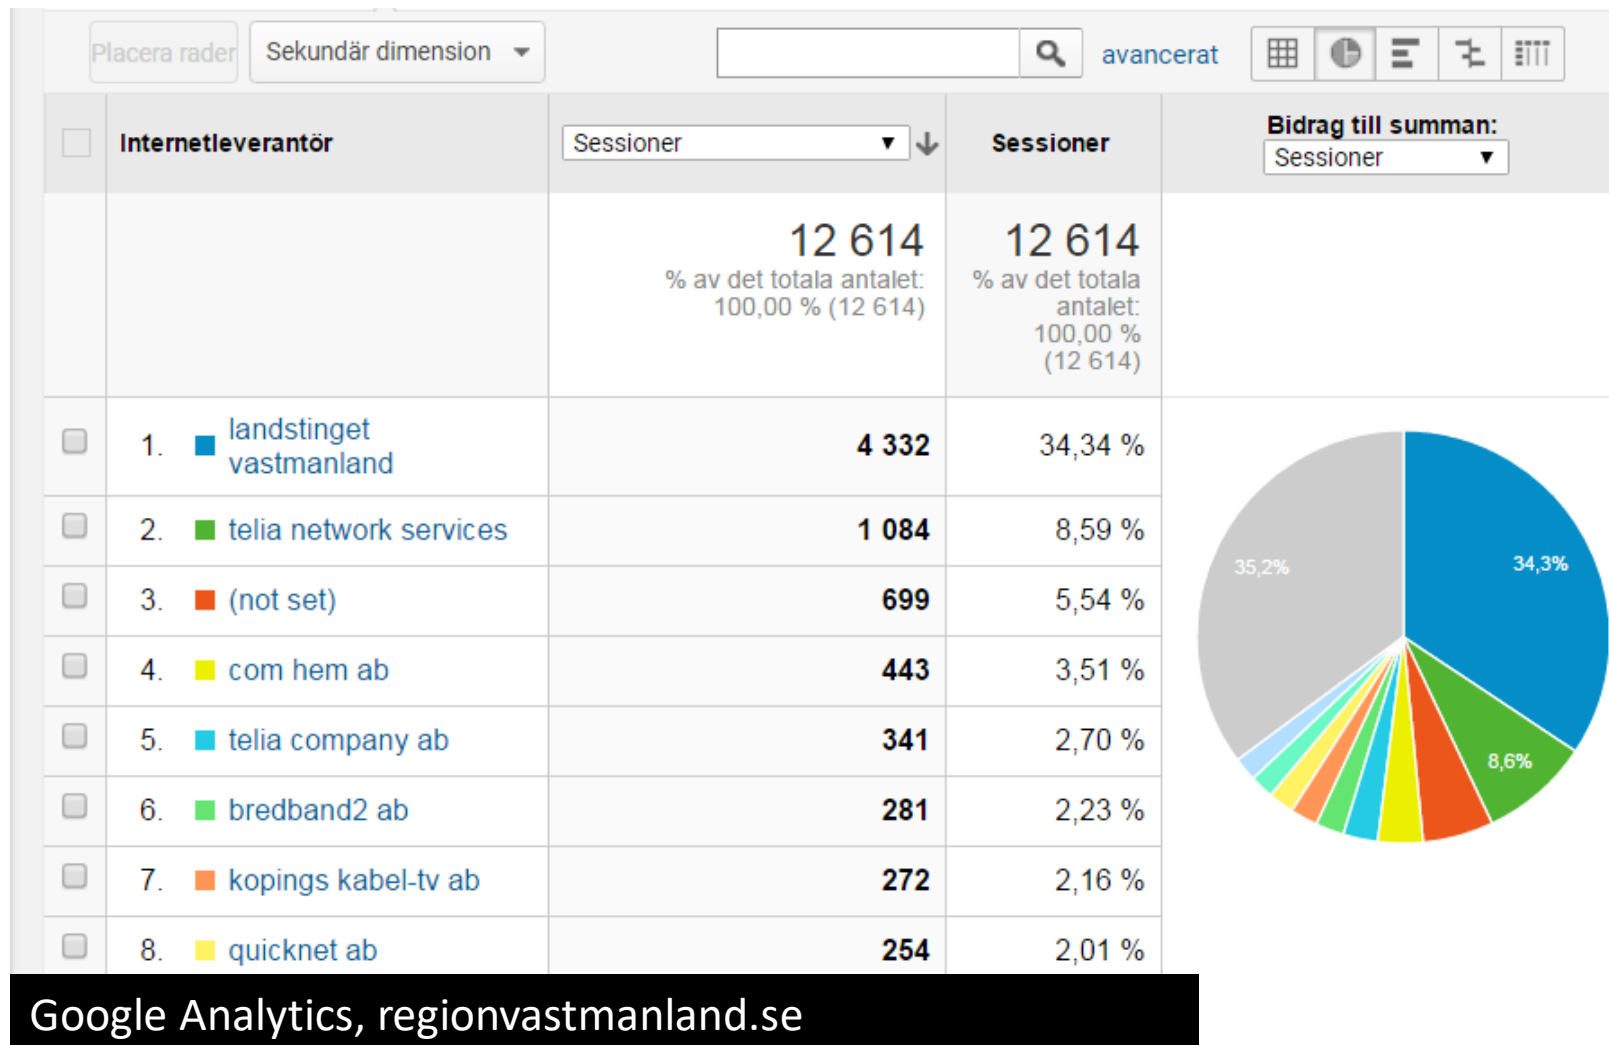 Placera rader
Sekundär dimension
avancerat
Internetleverantör
Sessioner
Sessioner
Bidrag till summan:
Sessioner
12 614
% av det totala antalet:
100,00 % (12 614)
12 614
% av det totala
antalet:
100,00 %
(12 614)
1. landstinget
vastmanland
4 332
34,34 %
2. telia network services
1 084
8,59 %
3. (not set)
699
5,54 %
4. com hem ab
443
3,51 %
5. telia company ab
341
2,70 %
6. bredband2 ab
281
2,23 %
7. kopings kabel-tv ab
272
2,16 %
8. quicknet ab
254
2,01 %
35,2%
34,3%
8,6%
Google Analytics, regionvastmanland.se